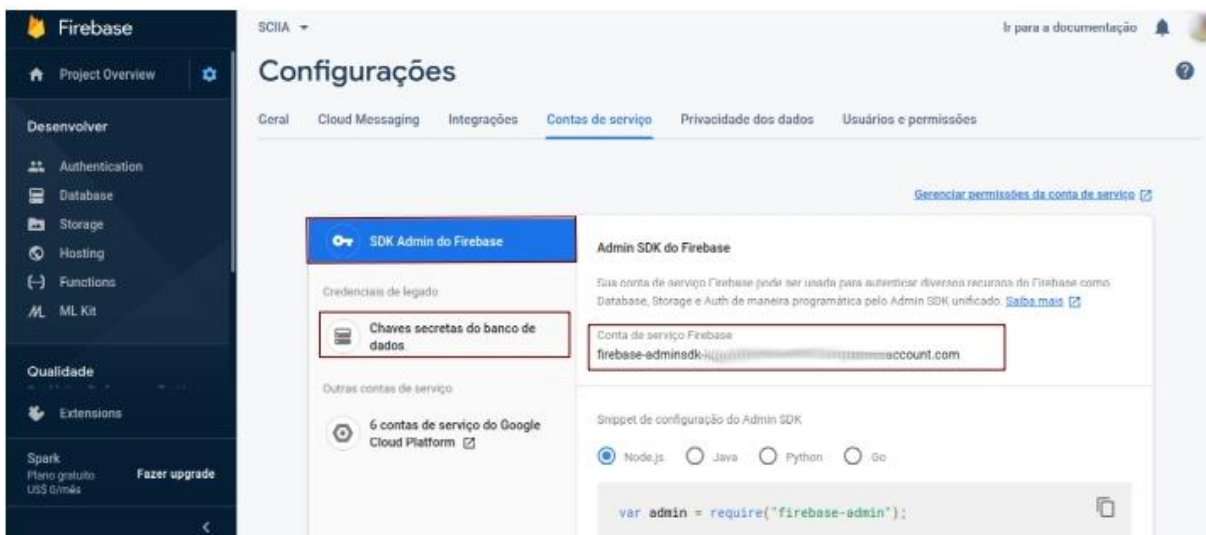 Firebase
Project Overview
Desenvolver
Authentication
Database
Storage
Hosting
Functions
ML Kit
Qualidade
Extensions
Spark
Plano gratuito
US$ 0/mês
Fazer upgrade
SCIIA
Ir para a documentação
Configurações
Geral Cloud Messaging Integrações Contas de serviço Privacidade dos dados Usuários e permissões
Gerenciar permissões da conta de serviço
SDK Admin do Firebase
Credenciais de legado
Chaves secretas do banco de
dados
Outras contas de serviço
6 contas de serviço do Google
Cloud Platform
Admin SDK do Firebase
Sua conta de serviço Firebase pode ser usada para autenticar diversos recursos do Firebase como
Database, Storage e Auth de maneira programática pelo Admin SDK unificado. Saiba mais
Conta de serviço Firebase
firebase-adminsdk- account.com
Snippet de configuração do Admin SDK
Node.js Java Python Go
var admin = require("firebase-admin");